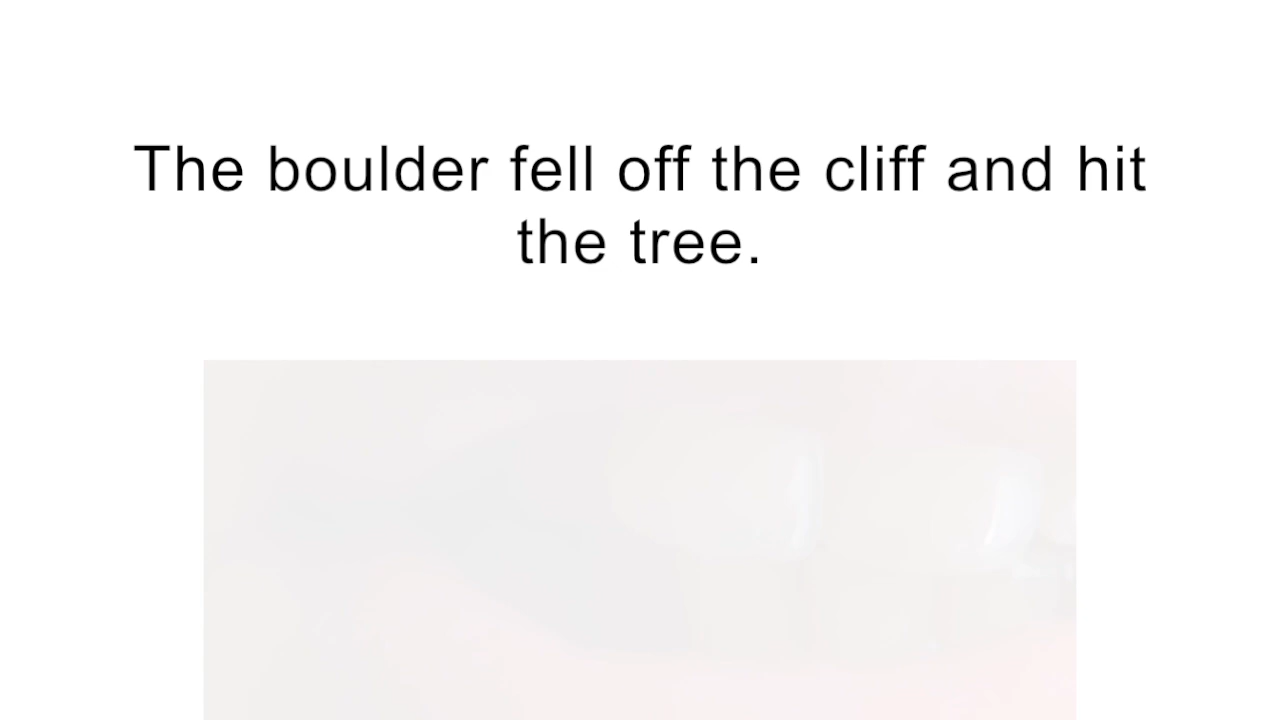 The boulder fell off the cliff and hit
the tree.